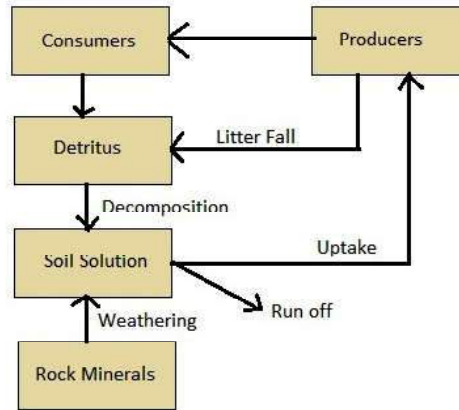 Consumers
Producers
Litter Fall
Detritus
Decomposition
Uptake
Soil Solution
Run off
Weathering
Rock Minerals